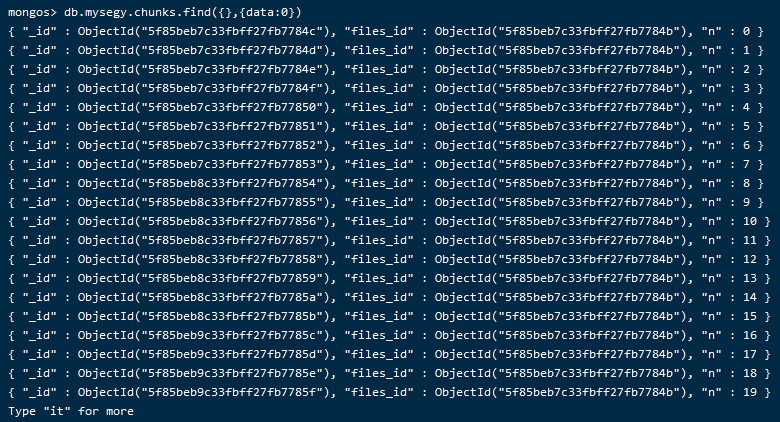 mongos> db.mysegy.chunks.find({},{data:0})
{ "_id" : ObjectId("5f85beb7c33fbff27fb7784c"), "files_id" : ObjectId("5f85beb7c33fbff27fb7784b"), "n" : 0 }
{ "_id" : ObjectId("5f85beb7c33fbff27fb7784d"), "files_id" : ObjectId("5f85beb7c33fbff27fb7784b"), "n" : 1 }
{ "_id" : ObjectId("5f85beb7c33fbff27fb7784e"), "files_id" : ObjectId("5f85beb7c33fbff27fb7784b"), "n" : 2 }
{ "_id" : ObjectId("5f85beb7c33fbff27fb7784f"), "files_id" : ObjectId("5f85beb7c33fbff27fb7784b"), "n" : 3 }
{ "_id" : ObjectId("5f85beb7c33fbff27fb77850"), "files_id" : ObjectId("5f85beb7c33fbff27fb7784b"), "n" : 4 }
{ "_id" : ObjectId("5f85beb7c33fbff27fb77851"), "files_id" : ObjectId("5f85beb7c33fbff27fb7784b"), "n" : 5 }
{ "_id" : ObjectId("5f85beb7c33fbff27fb77852"), "files_id" : ObjectId("5f85beb7c33fbff27fb7784b"), "n" : 6 }
{ "_id" : ObjectId("5f85beb7c33fbff27fb77853"), "files_id" : ObjectId("5f85beb7c33fbff27fb7784b"), "n" : 7 }
{ "_id" : ObjectId("5f85beb8c33fbff27fb77854"), "files_id" : ObjectId("5f85beb7c33fbff27fb7784b"), "n" : 8 }
{ "_id" : ObjectId("5f85beb8c33fbff27fb77855"), "files_id" : ObjectId("5f85beb7c33fbff27fb7784b"), "n" : 9 }
{ "_id" : ObjectId("5f85beb8c33fbff27fb77856"), "files_id" : ObjectId("5f85beb7c33fbff27fb7784b"), "n" : 10 }
{ "_id" : ObjectId("5f85beb8c33fbff27fb77857"), "files_id" : ObjectId("5f85beb7c33fbff27fb7784b"), "n" : 11 }
{ "_id" : ObjectId("5f85beb8c33fbff27fb77858"), "files_id" : ObjectId("5f85beb7c33fbff27fb7784b"), "n" : 12 }
{ "_id" : ObjectId("5f85beb8c33fbff27fb77859"), "files_id" : ObjectId("5f85beb7c33fbff27fb7784b"), "n" : 13 }
{ "_id" : ObjectId("5f85beb8c33fbff27fb7785a"), "files_id" : ObjectId("5f85beb7c33fbff27fb7784b"), "n" : 14 }
{ "_id" : ObjectId("5f85beb8c33fbff27fb7785b"), "files_id" : ObjectId("5f85beb7c33fbff27fb7784b"), "n" : 15 }
{ "_id" : ObjectId("5f85beb9c33fbff27fb7785c"), "files_id" : ObjectId("5f85beb7c33fbff27fb7784b"), "n" : 16 }
{ "_id" : ObjectId("5f85beb9c33fbff27fb7785d"), "files_id" : ObjectId("5f85beb7c33fbff27fb7784b"), "n" : 17 }
{ "_id" : ObjectId("5f85beb9c33fbff27fb7785e"), "files_id" : ObjectId("5f85beb7c33fbff27fb7784b"), "n" : 18 }
{ "_id" : ObjectId("5f85beb9c33fbff27fb7785f"), "files_id" : ObjectId("5f85beb7c33fbff27fb7784b"), "n" : 19 }
Type "it" for more